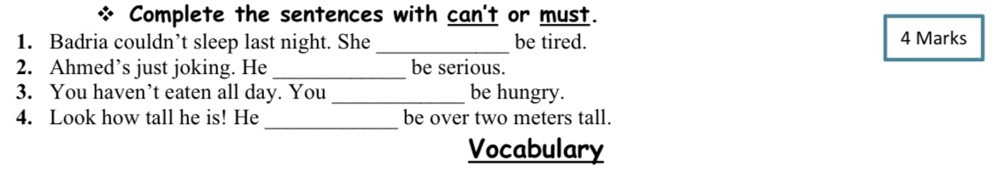 ❖ Complete the sentences with can't or must.
4 Marks
1. Badria couldn't sleep last night. She ____________ be tired.
2. Ahmed's just joking. He ____________ be serious.
3. You haven't eaten all day. You ____________ be hungry.
4. Look how tall he is! He ____________ be over two meters tall.
Vocabulary